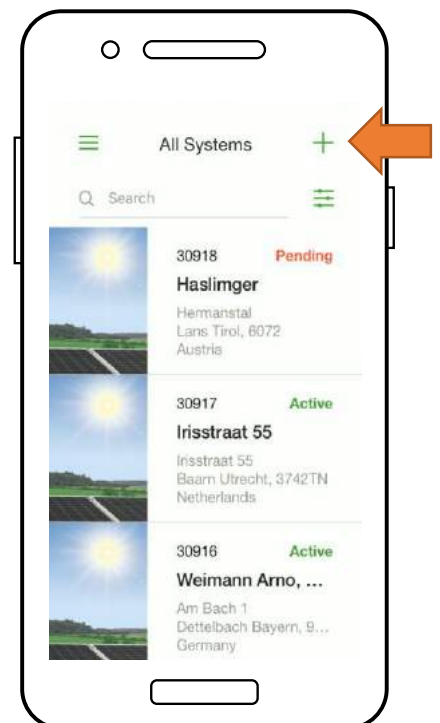 All Systems
Search
30918 Pending
Haslimger
Hermanstal
Lans Tirol, 6072
Austria
30917 Active
Irisstraat 55
Irisstraat 55
Baarn Utrecht, 3742TN
Netherlands
30916 Active
Weimann Arno, ...
Am Bach 1
Dettelbach Bayern, 9...
Germany